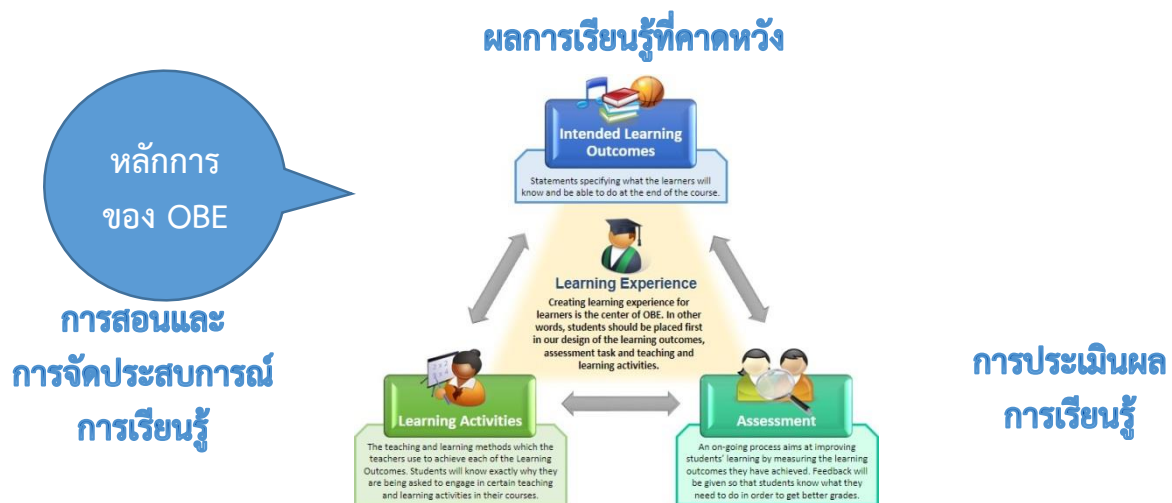 ผลการเรียนรู้ที่คาดหวัง
หลักการ
ของ OBE
Intended Learning
Outcomes
Statements specifying what the learners will
know and be able to do at the end of the course.
Learning Experience
Creating learning experience for
learners is the center of OBE. In other
words, students should be placed first
in our design of the learning outcomes,
assessment task and teaching and
learning activities.
การสอนและ
การจัดประสบการณ์
การเรียนรู้
Learning Activities
The teaching and learning methods which the
teachers use to achieve each of the Learning
Outcomes. Students will know exactly why they
are being asked to engage in certain teaching
and learning activities in their courses.
Assessment
An on-going process aims at improving
students' learning by measuring the learning
outcomes they have achieved. Feedback will
be given so that students know what they
need to do in order to get better grades.
การประเมินผล
การเรียนรู้